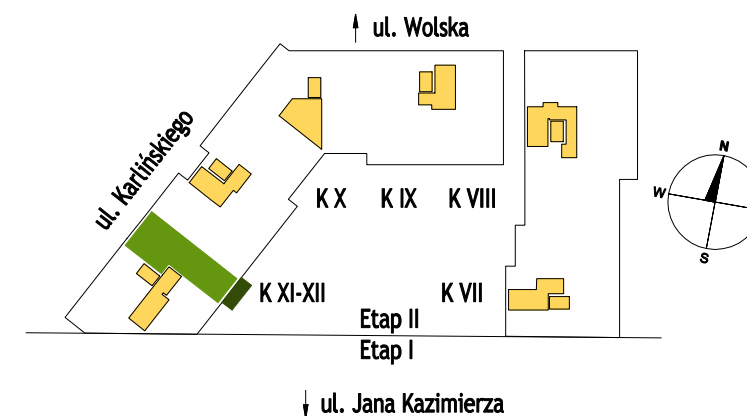 ul. Wolska
ul. Karlińskiego
N
W
S
K X
K IX
K VIII
K XI-XII
K VII
Etap II
Etap I
ul. Jana Kazimierza